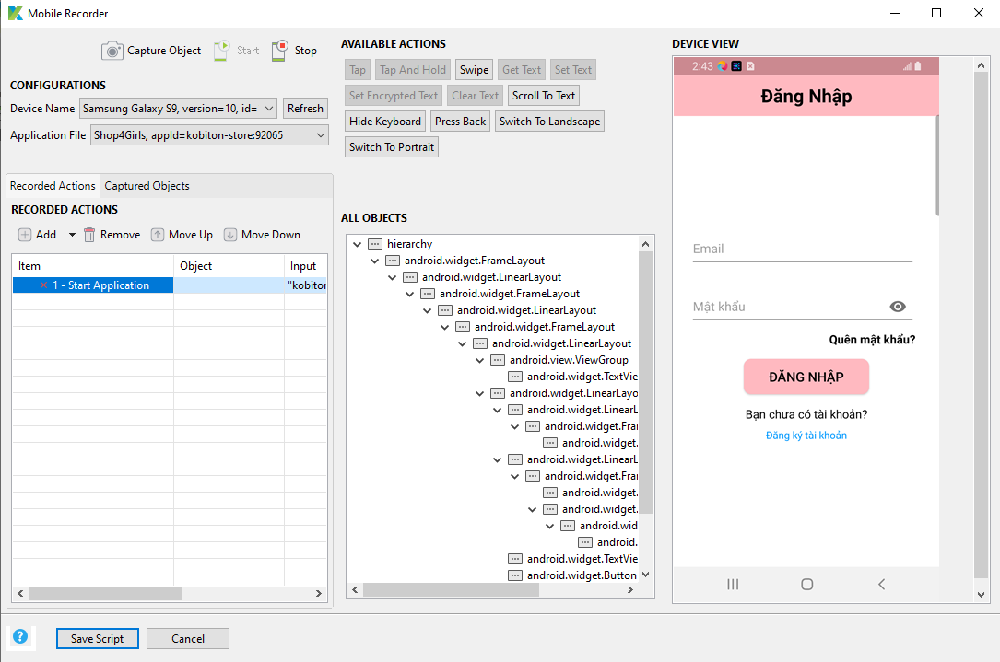 Mobile Recorder
Capture Object
Start
Stop
CONFIGURATIONS
Device Name
Samsung Galaxy S9, version=10, id=
Refresh
Application File
Shop4Girls, appId=kobiton-store:92065
Recorded Actions
Captured Objects
RECORDED ACTIONS
Add
Remove
Move Up
Move Down
Item
Object
Input
1 - Start Application
"kobiton
AVAILABLE ACTIONS
Tap
Tap And Hold
Swipe
Get Text
Set Text
Set Encrypted Text
Clear Text
Scroll To Text
Hide Keyboard
Press Back
Switch To Landscape
Switch To Portrait
ALL OBJECTS
hierarchy
android.widget.FrameLayout
android.widget.LinearLayout
android.widget.FrameLayout
android.widget.LinearLayout
android.widget.FrameLayout
android.widget.LinearLayout
android.view.ViewGroup
android.widget.TextVie
android.widget.LinearLayo
android.widget.LinearL
android.widget.Frar
android.widget.
android.widget.LinearL
android.widget.Frar
android.widget.
android.widget.
android.wid
android.
android.widget.TextVie
android.widget.Button
DEVICE VIEW
2:43
Đăng Nhập
Email
Mật khẩu
Quên mật khẩu?
ĐĂNG NHẬP
Bạn chưa có tài khoản?
Đăng ký tài khoản
Save Script
Cancel